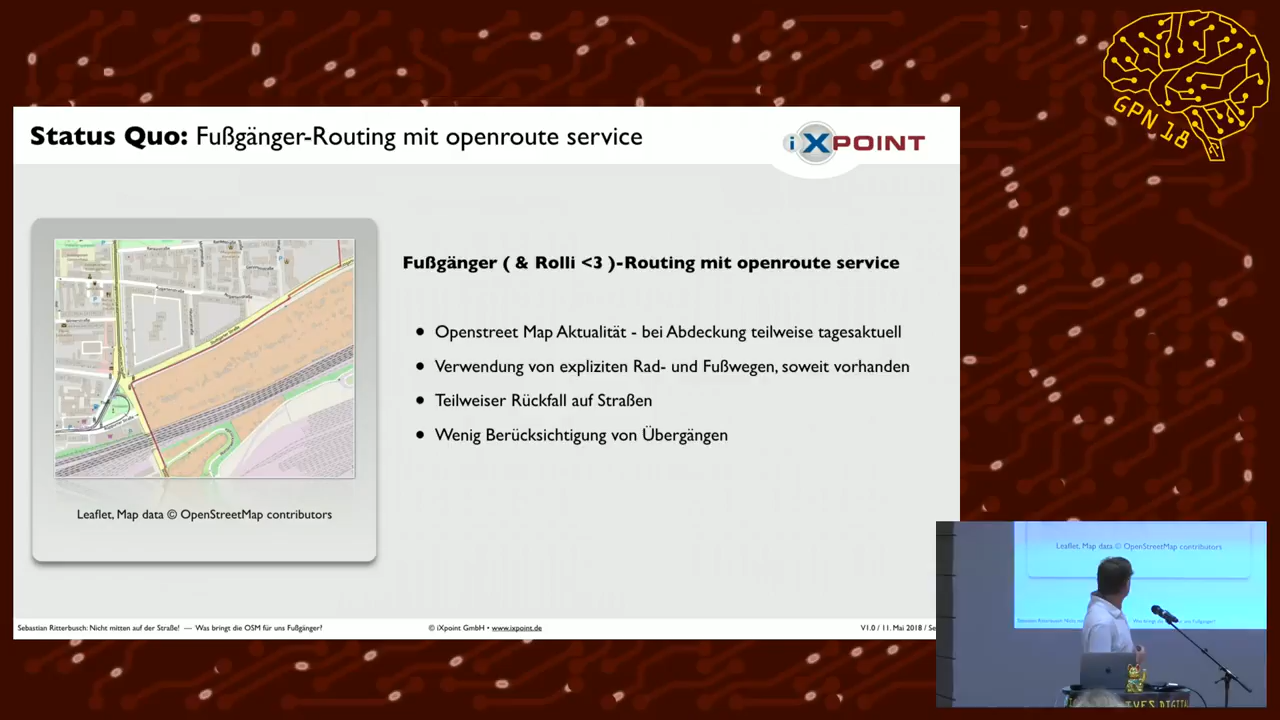 GPN 18
Status Quo: Fußgänger-Routing mit openroute service
iXPOINT
Fußgänger ( & Rolli <3 )-Routing mit openroute service
• Openstreet Map Aktualität - bei Abdeckung teilweise tagesaktuell
• Verwendung von expliziten Rad- und Fußwegen, soweit vorhanden
• Teilweiser Rückfall auf Straßen
• Wenig Berücksichtigung von Übergängen
Leaflet, Map data © OpenStreetMap contributors
Sebastian Ritterbusch: Nicht mitten auf der Straße! — Was bringt die OSM für uns Fußgänger?
© iXpoint GmbH • www.ixpoint.de
V1.0 / 11. Mai 2018 / Se
Leaflet, Map data © OpenStreetMap contributors